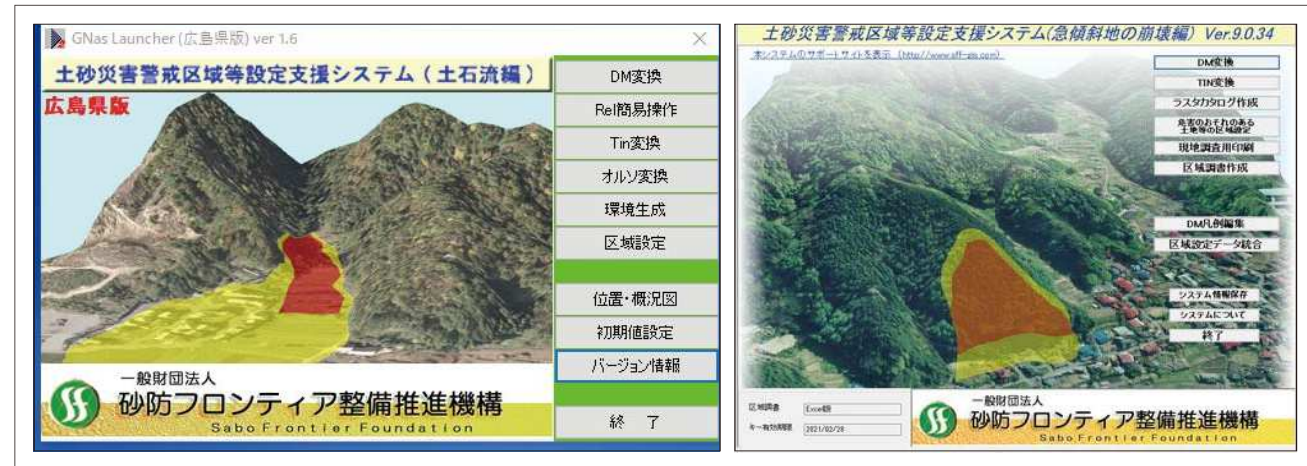 GNas Launcher (広島県版) ver 1.6
土砂災害警戒区域等設定支援システム（土石流編）
広島県版
DM変換
Rel簡易操作
Tin変換
オルソ変換
環境生成
区域設定
位置・概況図
初期値設定
バージョン情報
終 了
一般財団法人
砂防フロンティア整備推進機構
Sabo Frontier Foundation
土砂災害警戒区域等設定支援システム(急傾斜地の崩壊編) Ver.9.0.34
本システムのサポートサイトを表示 (http://www.sff-gis.com)
DM変換
TIN変換
ラスタカタログ作成
危害のおそれのある
土地等の区域設定
現地調査用印刷
区域調書作成
DM凡例編集
区域設定データ統合
システム情報保存
システムについて
終了
区域調書 Excel版
キー有効期限 2021/02/28
一般財団法人
砂防フロンティア整備推進機構
Sabo Frontier Foundation